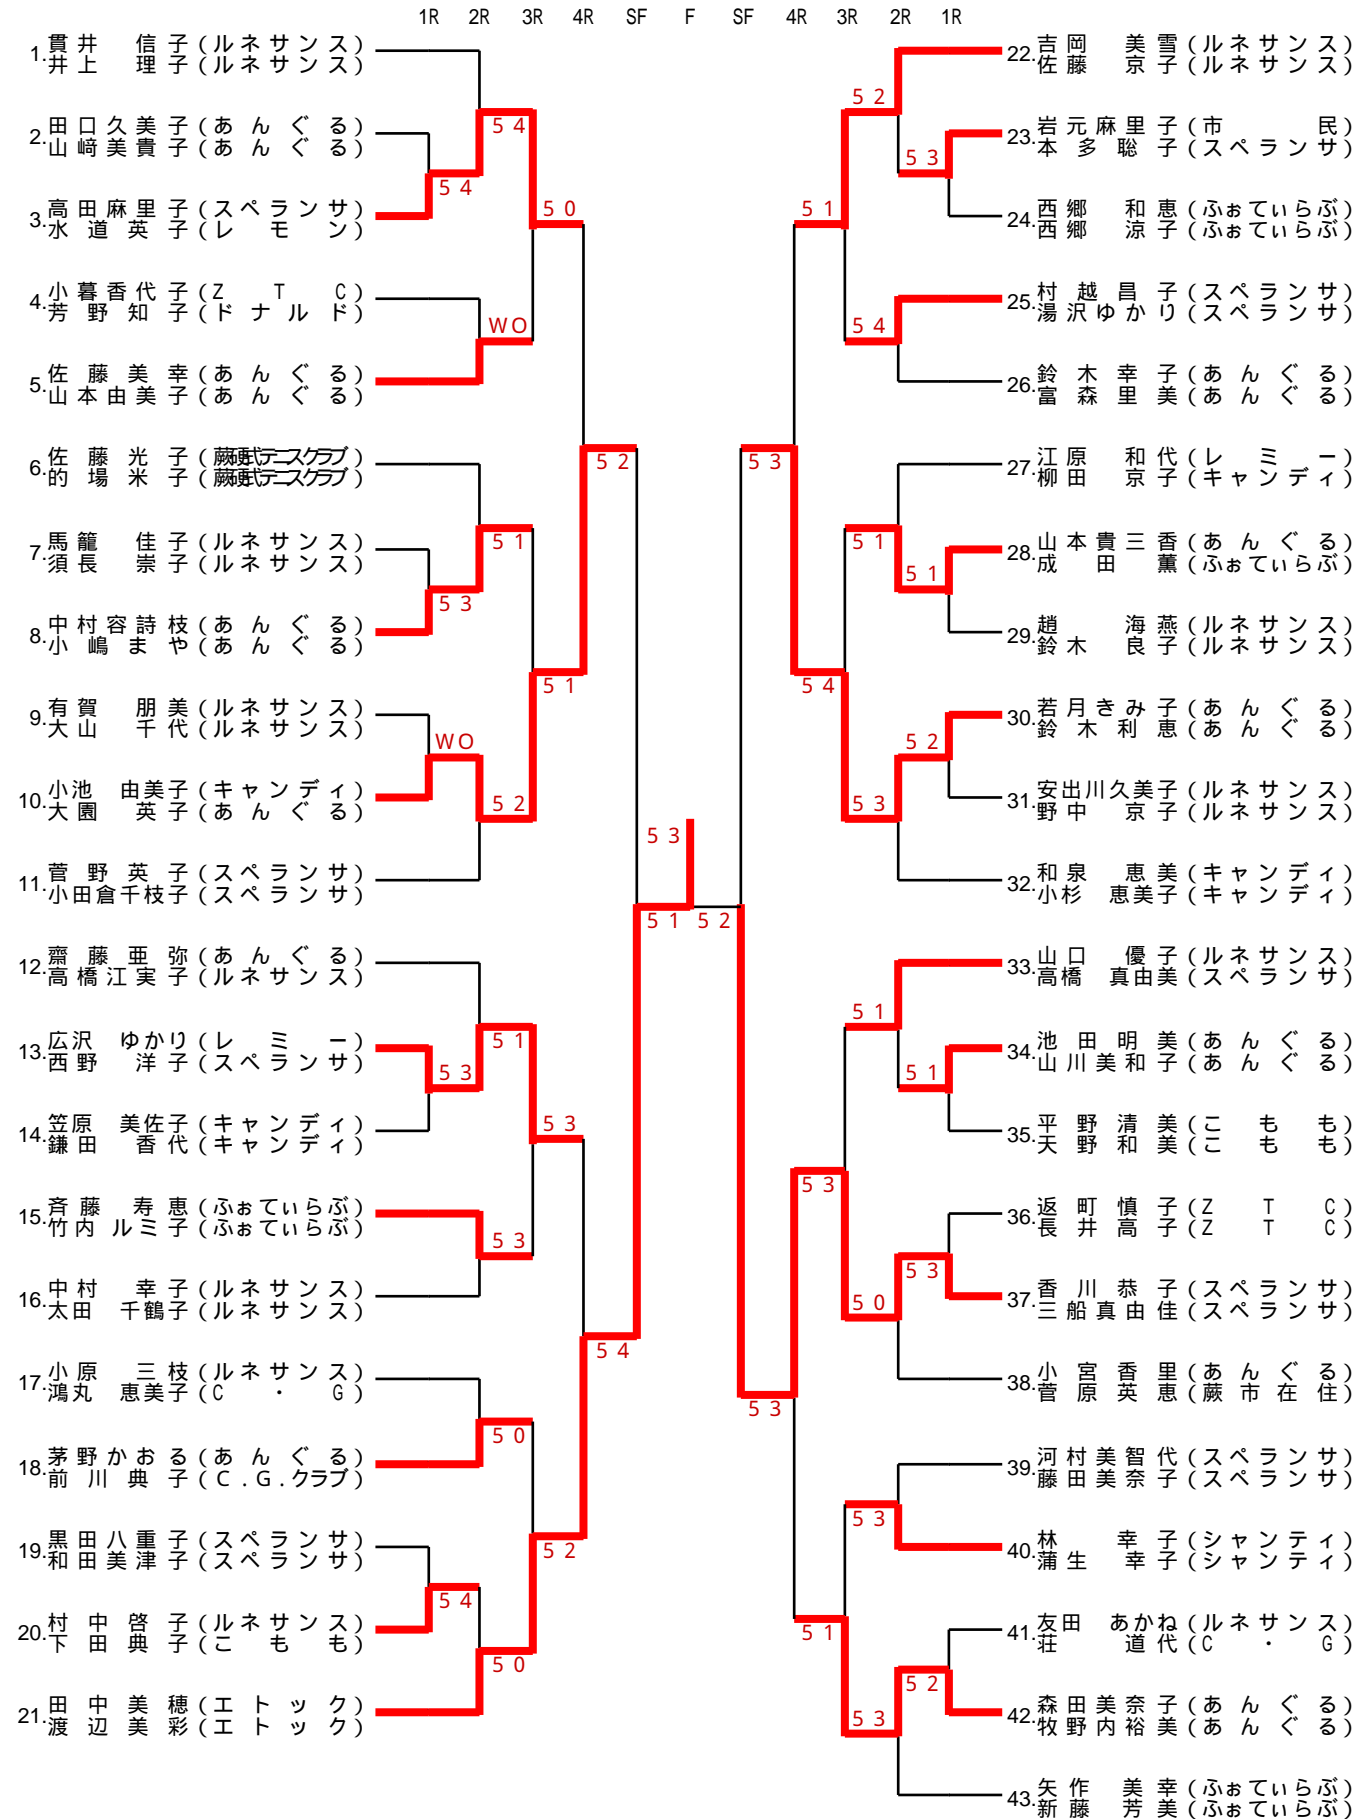 1R 2R 3R 4R SF F SF 4R 3R 2R 1R
1. 貫井 信子(ルネサンス)
井上 理子(ルネサンス)
2. 田口久美子(あんぐる)
山﨑美貴子(あんぐる)
3. 高田麻里子(スペランサ)
水道英子(レモン)
4. 小暮香代子(ZTC)
芳野知子(ドナルド)
5. 佐藤美幸(あんぐる)
山本由美子(あんぐる)
6. 佐藤光子(蕨硬式テニスクラブ)
的場米子(蕨硬式テニスクラブ)
7. 馬籠 佳子(ルネサンス)
須長 崇子(ルネサンス)
8. 中村容詩枝(あんぐる)
小嶋まや(あんぐる)
9. 有賀 朋美(ルネサンス)
大山 千代(ルネサンス)
10. 小池 由美子(キャンディ)
大園 英子(あんぐる)
11. 菅野英子(スペランサ)
小田倉千枝子(スペランサ)
12. 齋藤亜弥(あんぐる)
高橋江実子(ルネサンス)
13. 広沢 ゆかり(レミー)
西野 洋子(スペランサ)
14. 笠原 美佐子(キャンディ)
鎌田 香代(キャンディ)
15. 斉藤 寿恵(ふぉてぃらぶ)
竹内 ルミ子(ふぉてぃらぶ)
16. 中村 幸子(ルネサンス)
太田 千鶴子(ルネサンス)
17. 小原 三枝(ルネサンス)
鴻丸 恵美子(C・G)
18. 茅野かおる(あんぐる)
前川典子(C.G.クラブ)
19. 黒田八重子(スペランサ)
和田美津子(スペランサ)
20. 村中啓子(ルネサンス)
下田典子(こもも)
21. 田中美穂(エトック)
渡辺美彩(エトック)
54
54
50
WO
52
51
53
51
WO
52
53
51
52
51
53
53
53
54
50
52
54
50
22. 吉岡 美雪(ルネサンス)
佐藤 京子(ルネサンス)
23. 岩元麻里子(市民)
本多聡子(スペランサ)
24. 西郷 和恵(ふぉてぃらぶ)
西郷 涼子(ふぉてぃらぶ)
25. 村越昌子(スペランサ)
湯沢ゆかり(スペランサ)
26. 鈴木幸子(あんぐる)
富森里美(あんぐる)
27. 江原 和代(レミー)
柳田 京子(キャンディ)
28. 山本貴三香(あんぐる)
成田 薫(ふぉてぃらぶ)
29. 趙 海燕(ルネサンス)
鈴木 良子(ルネサンス)
30. 若月きみ子(あんぐる)
鈴木利恵(あんぐる)
31. 安出川久美子(ルネサンス)
野中 京子(ルネサンス)
32. 和泉 恵美(キャンディ)
小杉 恵美子(キャンディ)
33. 山口 優子(ルネサンス)
高橋 真由美(スペランサ)
34. 池田明美(あんぐる)
山川美和子(あんぐる)
35. 平野清美(こもも)
天野和美(こもも)
36. 返町慎子(ZTC)
長井高子(ZTC)
37. 香川恭子(スペランサ)
三船真由佳(スペランサ)
38. 小宮香里(あんぐる)
菅原英恵(蕨市在住)
39. 河村美智代(スペランサ)
藤田美奈子(スペランサ)
40. 林 幸子(シャンティ)
蒲生 幸子(シャンティ)
41. 友田 あかね(ルネサンス)
荘 道代(C・G)
42. 森田美奈子(あんぐる)
牧野内裕美(あんぐる)
43. 矢作 美幸(ふぉてぃらぶ)
新藤 芳美(ふぉてぃらぶ)
52
53
51
54
53
51
51
54
52
53
51
51
53
53
50
53
53
51
52
53